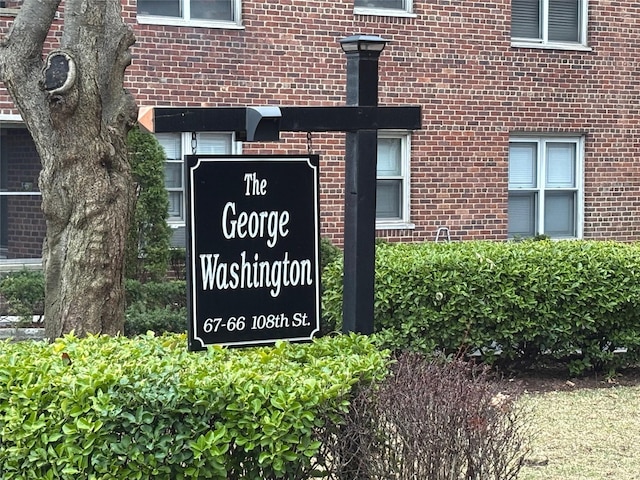 The
George
Washington
67-66 108th St.